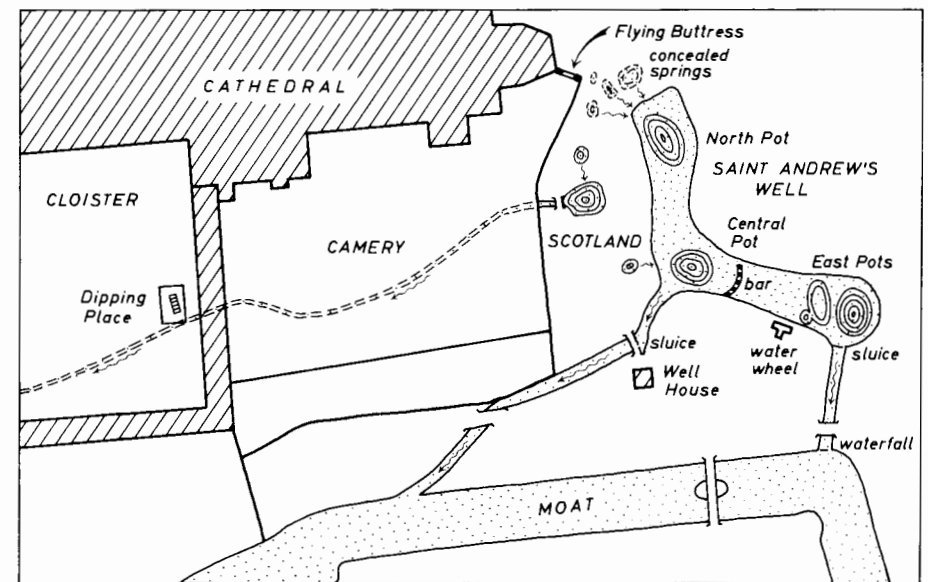 Flying Buttress
concealed
springs
CATHEDRAL
North Pot
SAINT ANDREW'S
WELL
CLOISTER
Central
Pot
CAMERY
SCOTLAND
East Pots
bar
Dipping
Place
sluice
water
wheel
sluice
Well
House
waterfall
MOAT